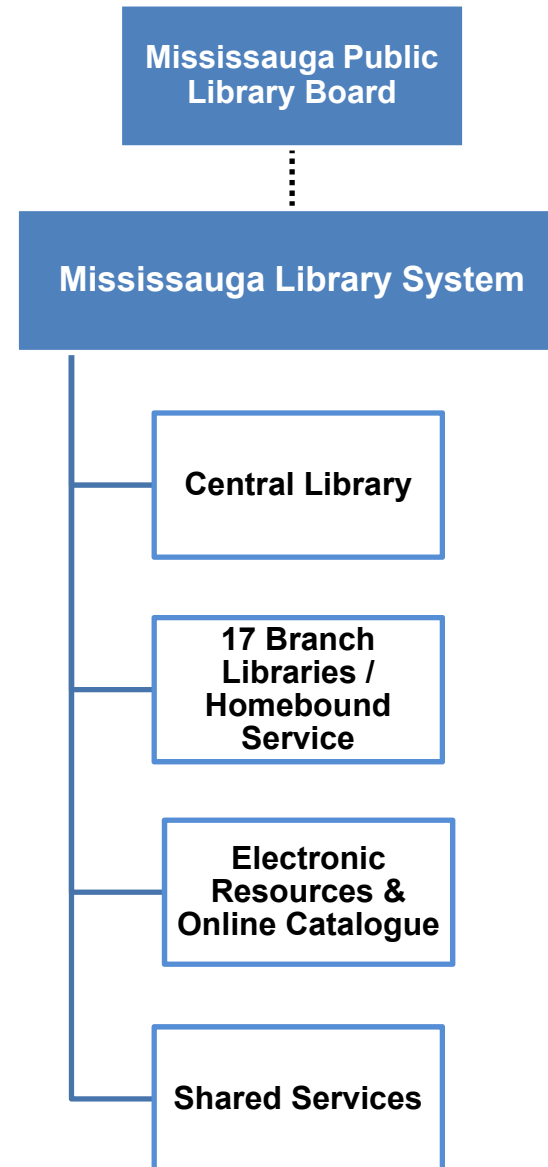 Mississauga Public
Library Board
Mississauga Library System
Central Library
17 Branch
Libraries /
Homebound
Service
Electronic
Resources &
Online Catalogue
Shared Services